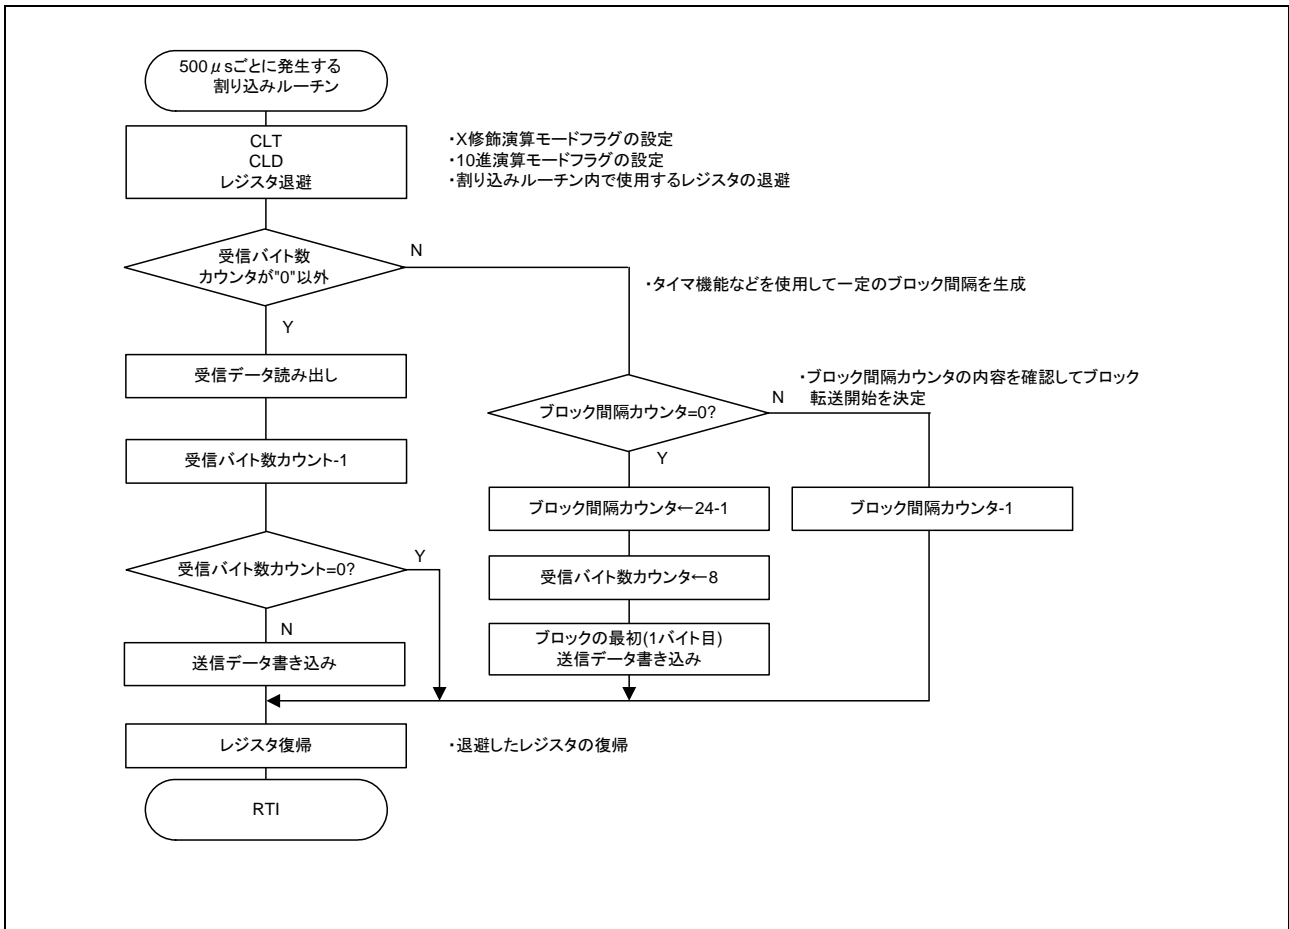 500μsごとに発生する
割り込みルーチン
CLT
CLD
レジスタ退避
・X修飾演算モードフラグの設定
・10進演算モードフラグの設定
・割り込みルーチン内で使用するレジスタの退避
受信バイト数
カウンタが"0"以外
N
・タイマ機能などを使用して一定のブロック間隔を生成
Y
受信データ読み出し
・ブロック間隔カウンタの内容を確認してブロック
転送開始を決定
ブロック間隔カウンタ=0?
N
Y
受信バイト数カウント-1
ブロック間隔カウンタ←24-1
ブロック間隔カウンタ-1
受信バイト数カウント=0?
Y
受信バイト数カウンタ←8
N
ブロックの最初(1バイト目)
送信データ書き込み
送信データ書き込み
レジスタ復帰
・退避したレジスタの復帰
RTI